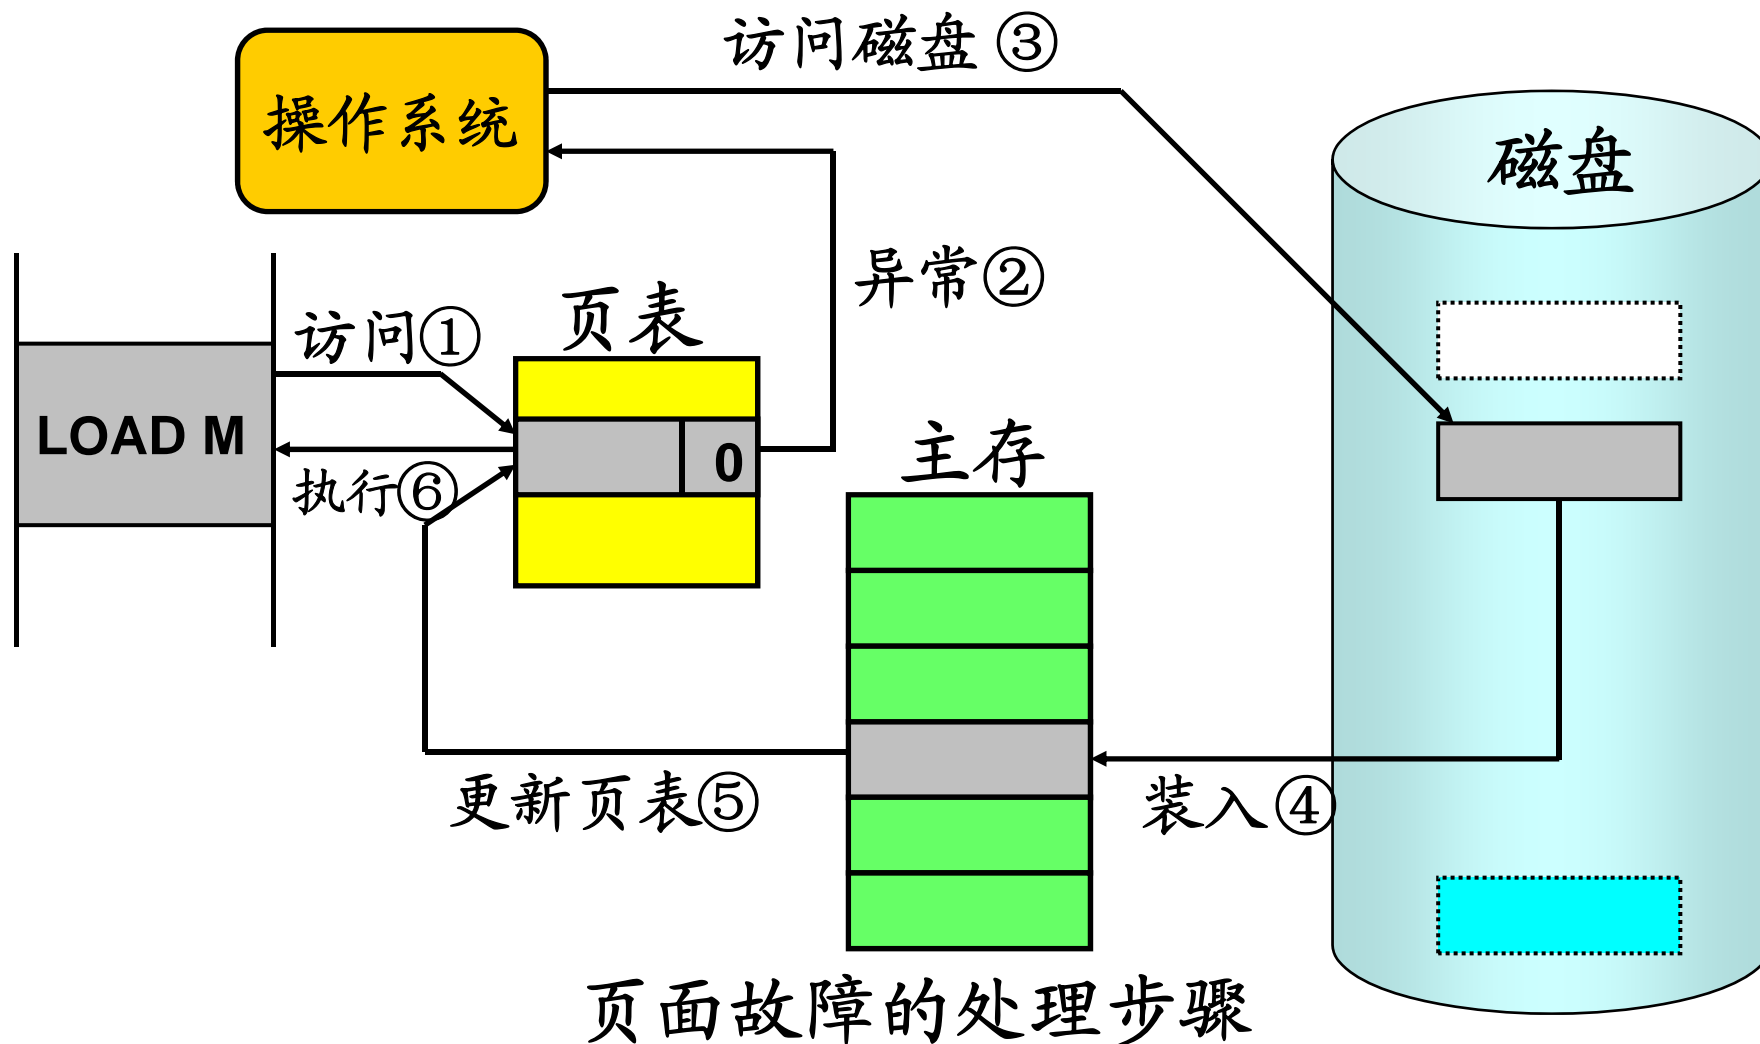 访问磁盘③
操作系统
磁盘
异常②
页表
访问①
LOAD M
0
主存
执行⑥
更新页表⑤
装入④
页面故障的处理步骤